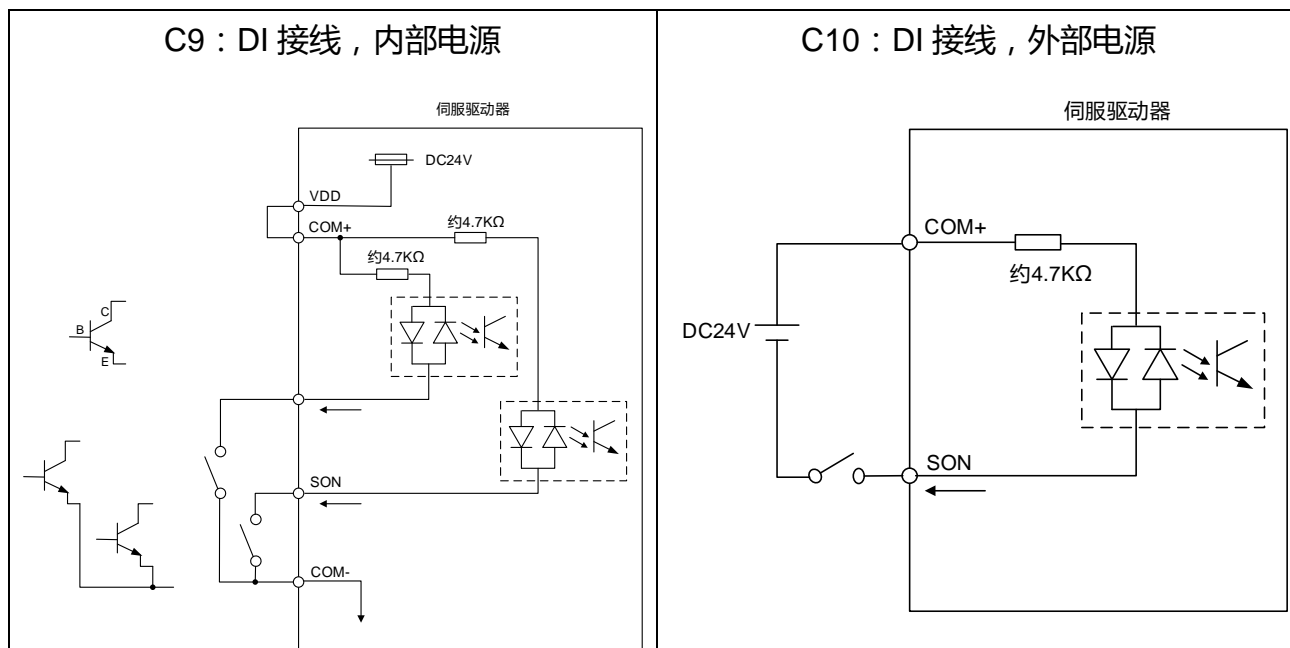 C9：DI 接线，内部电源
伺服驱动器
DC24V
VDD
COM+
约4.7KΩ
约4.7KΩ
C
B
E
SON
COM-
C10：DI 接线，外部电源
伺服驱动器
COM+
约4.7KΩ
DC24V
SON